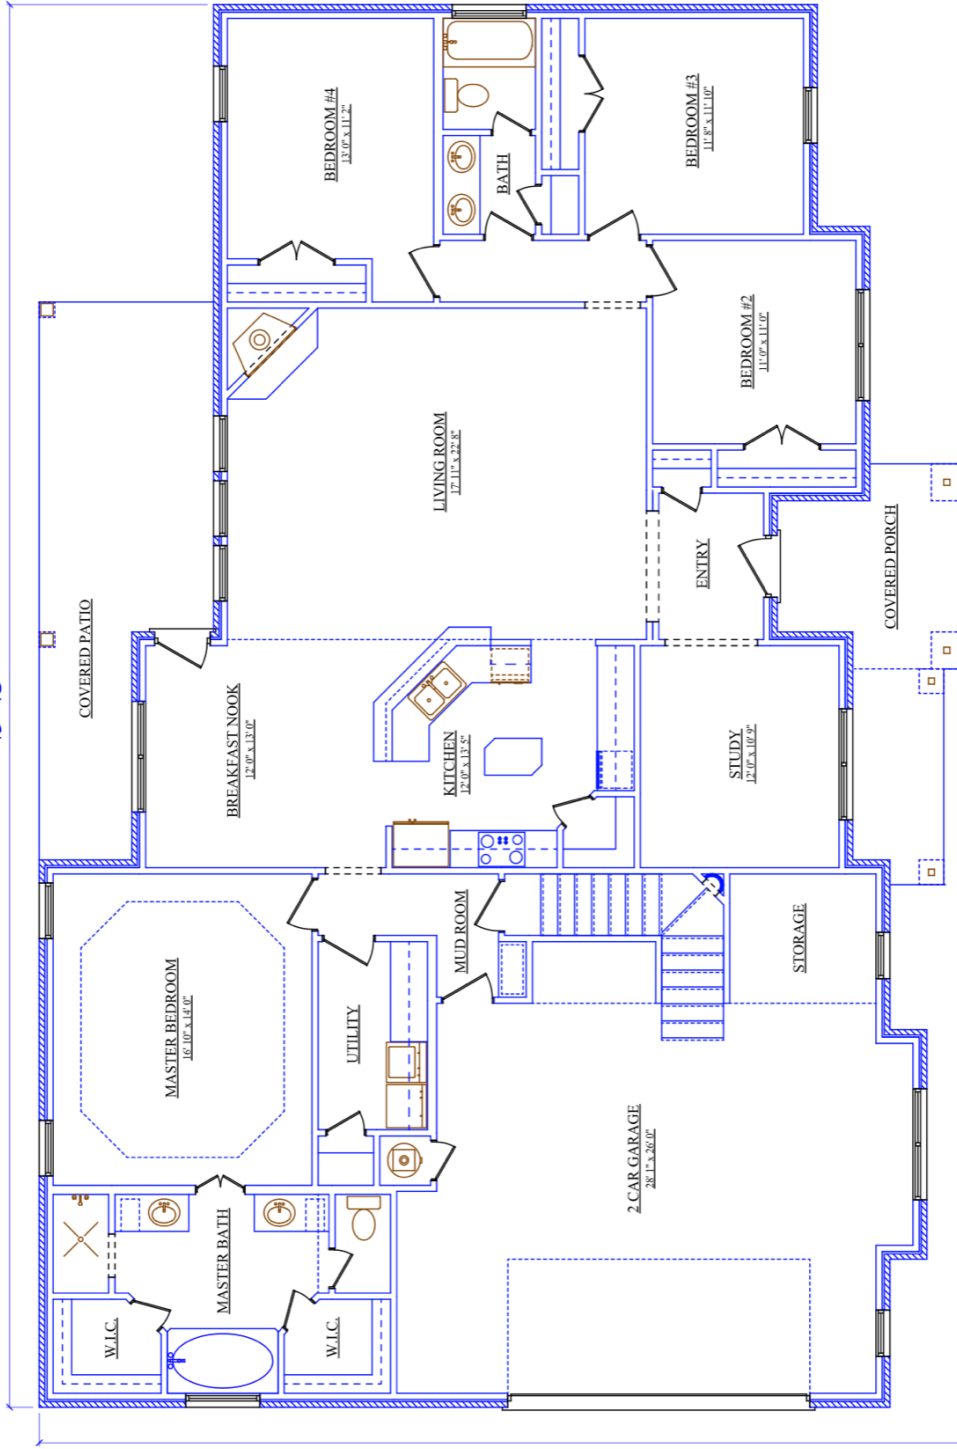 BEDROOM #4
13' 0" x 11' 2"
BATH
BEDROOM #3
11' 8" x 11' 10"
BEDROOM #2
11' 0" x 11' 0"
LIVING ROOM
17' 11" x 22' 8"
ENTRY
COVERED PORCH
COVERED PATIO
BREAKFAST NOOK
12' 0" x 13' 0"
KITCHEN
12' 0" x 13' 5"
STUDY
12' 0" x 10' 9"
MASTER BEDROOM
16' 10" x 14' 0"
UTILITY
MUD ROOM
STORAGE
2 CAR GARAGE
28' 1" x 26' 0"
MASTER BATH
W.I.C.
W.I.C.